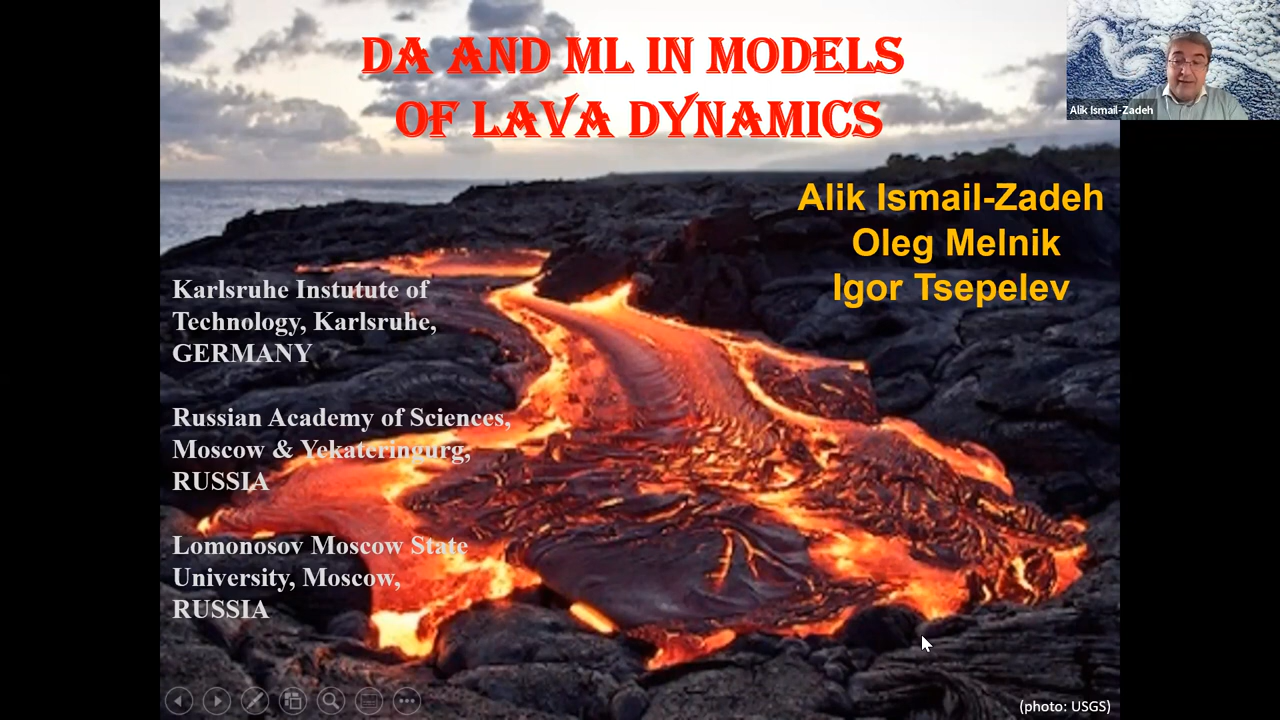 DA AND ML IN MODELS
OF LAVA DYNAMICS
Alik Ismail-Zadeh
Alik Ismail-Zadeh
Oleg Melnik
Igor Tsepelev
Karlsruhe Instutute of
Technology, Karlsruhe,
GERMANY
Russian Academy of Sciences,
Moscow & Yekateringurg,
RUSSIA
Lomonosov Moscow State
University, Moscow,
RUSSIA
(photo: USGS)